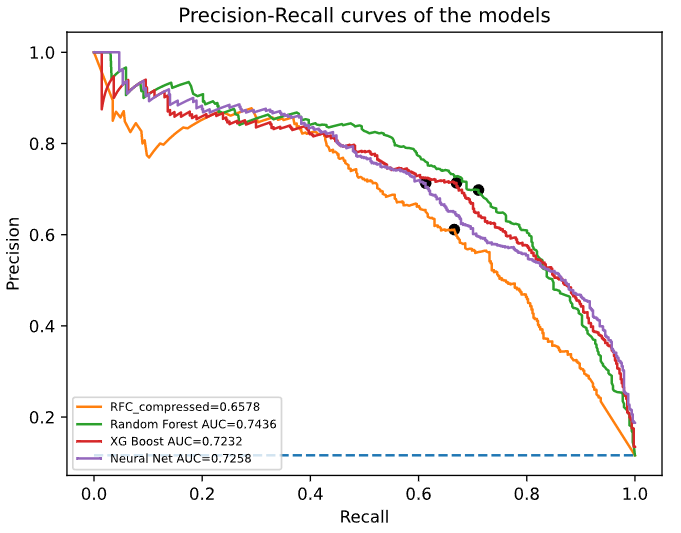 Precision-Recall curves of the models
1.0
0.8
0.6
0.4
0.2
Precision
RFC_compressed=0.6578
Random Forest AUC=0.7436
XG Boost AUC=0.7232
Neural Net AUC=0.7258
0.0 0.2 0.4 0.6 0.8 1.0
Recall